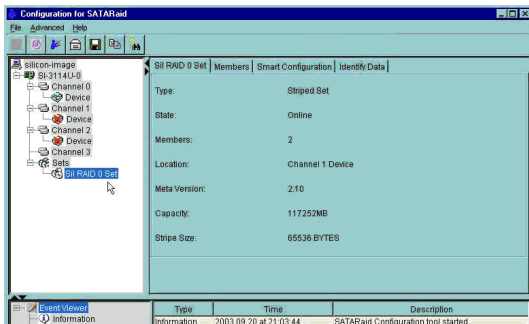 Configuration for SATARaid
File Advanced Help
silicon-image
SI-3114U-0
Channel 0
Device
Channel 1
Device
Channel 2
Device
Channel 3
Sets
SiI RAID 0 Set
SiI RAID 0 Set Members Smart Configuration Identify Data
Type: Striped Set
State: Online
Members: 2
Location: Channel 1 Device
Meta Version: 2.10
Capacity: 117252MB
Stripe Size: 65536 BYTES
Event Viewer
Information
Type Time Description
Information 2003.09.20 at 21:03:44 SATARaid Configuration tool started